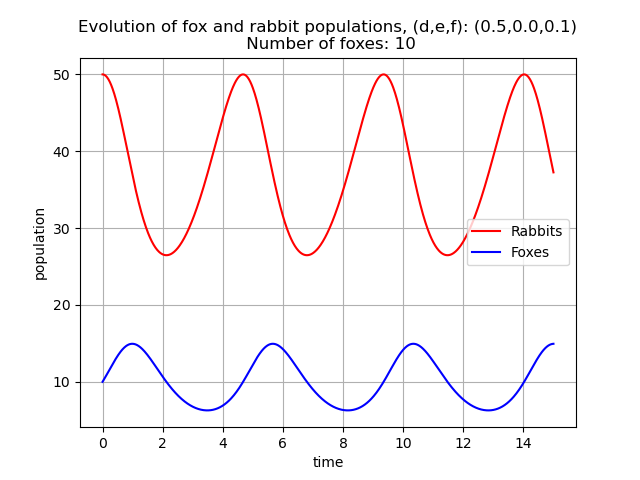 Evolution of fox and rabbit populations, (d,e,f): (0.5,0.0,0.1)
Number of foxes: 10
50
40
30
20
10
population
Rabbits
Foxes
0 2 4 6 8 10 12 14
time